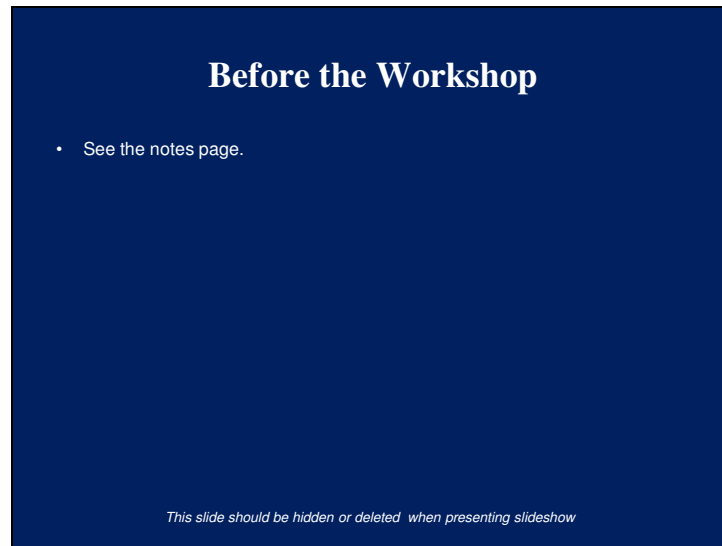 Before the Workshop
• See the notes page.
This slide should be hidden or deleted  when presenting slideshow